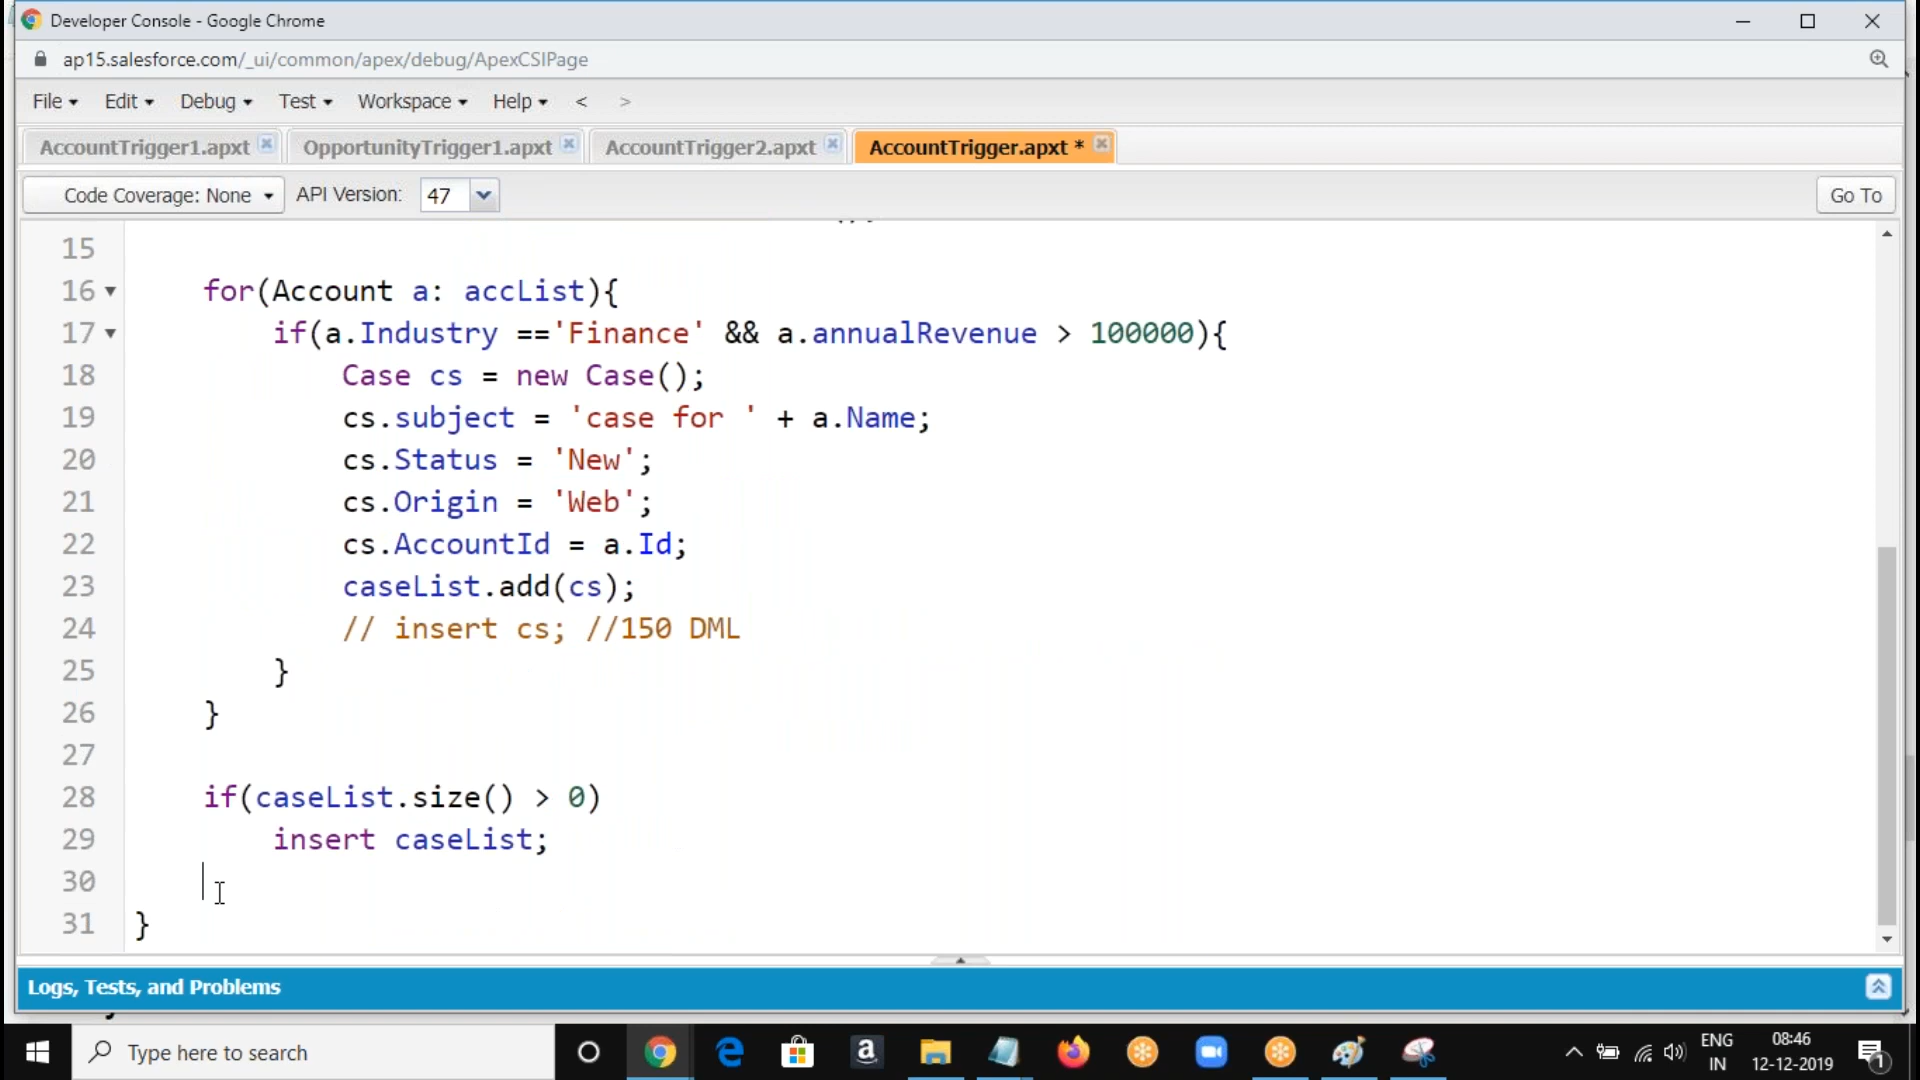 Developer Console - Google Chrome
ap15.salesforce.com/_ui/common/apex/debug/ApexCSIPage
File Edit Debug Test Workspace Help < >
AccountTrigger1.apxt OpportunityTrigger1.apxt AccountTrigger2.apxt AccountTrigger.apxt *
Code Coverage: None API Version: 47 Go To
15
16 for(Account a: accList){
17 if(a.Industry =='Finance' && a.annualRevenue > 100000){
18 Case cs = new Case();
19 cs.subject = 'case for ' + a.Name;
20 cs.Status = 'New';
21 cs.Origin = 'Web';
22 cs.AccountId = a.Id;
23 caseList.add(cs);
24 // insert cs; //150 DML
25 }
26 }
27
28 if(caseList.size() > 0)
29 insert caseList;
30
31 }
Logs, Tests, and Problems
Type here to search
ENG 08:46
IN 12-12-2019 1